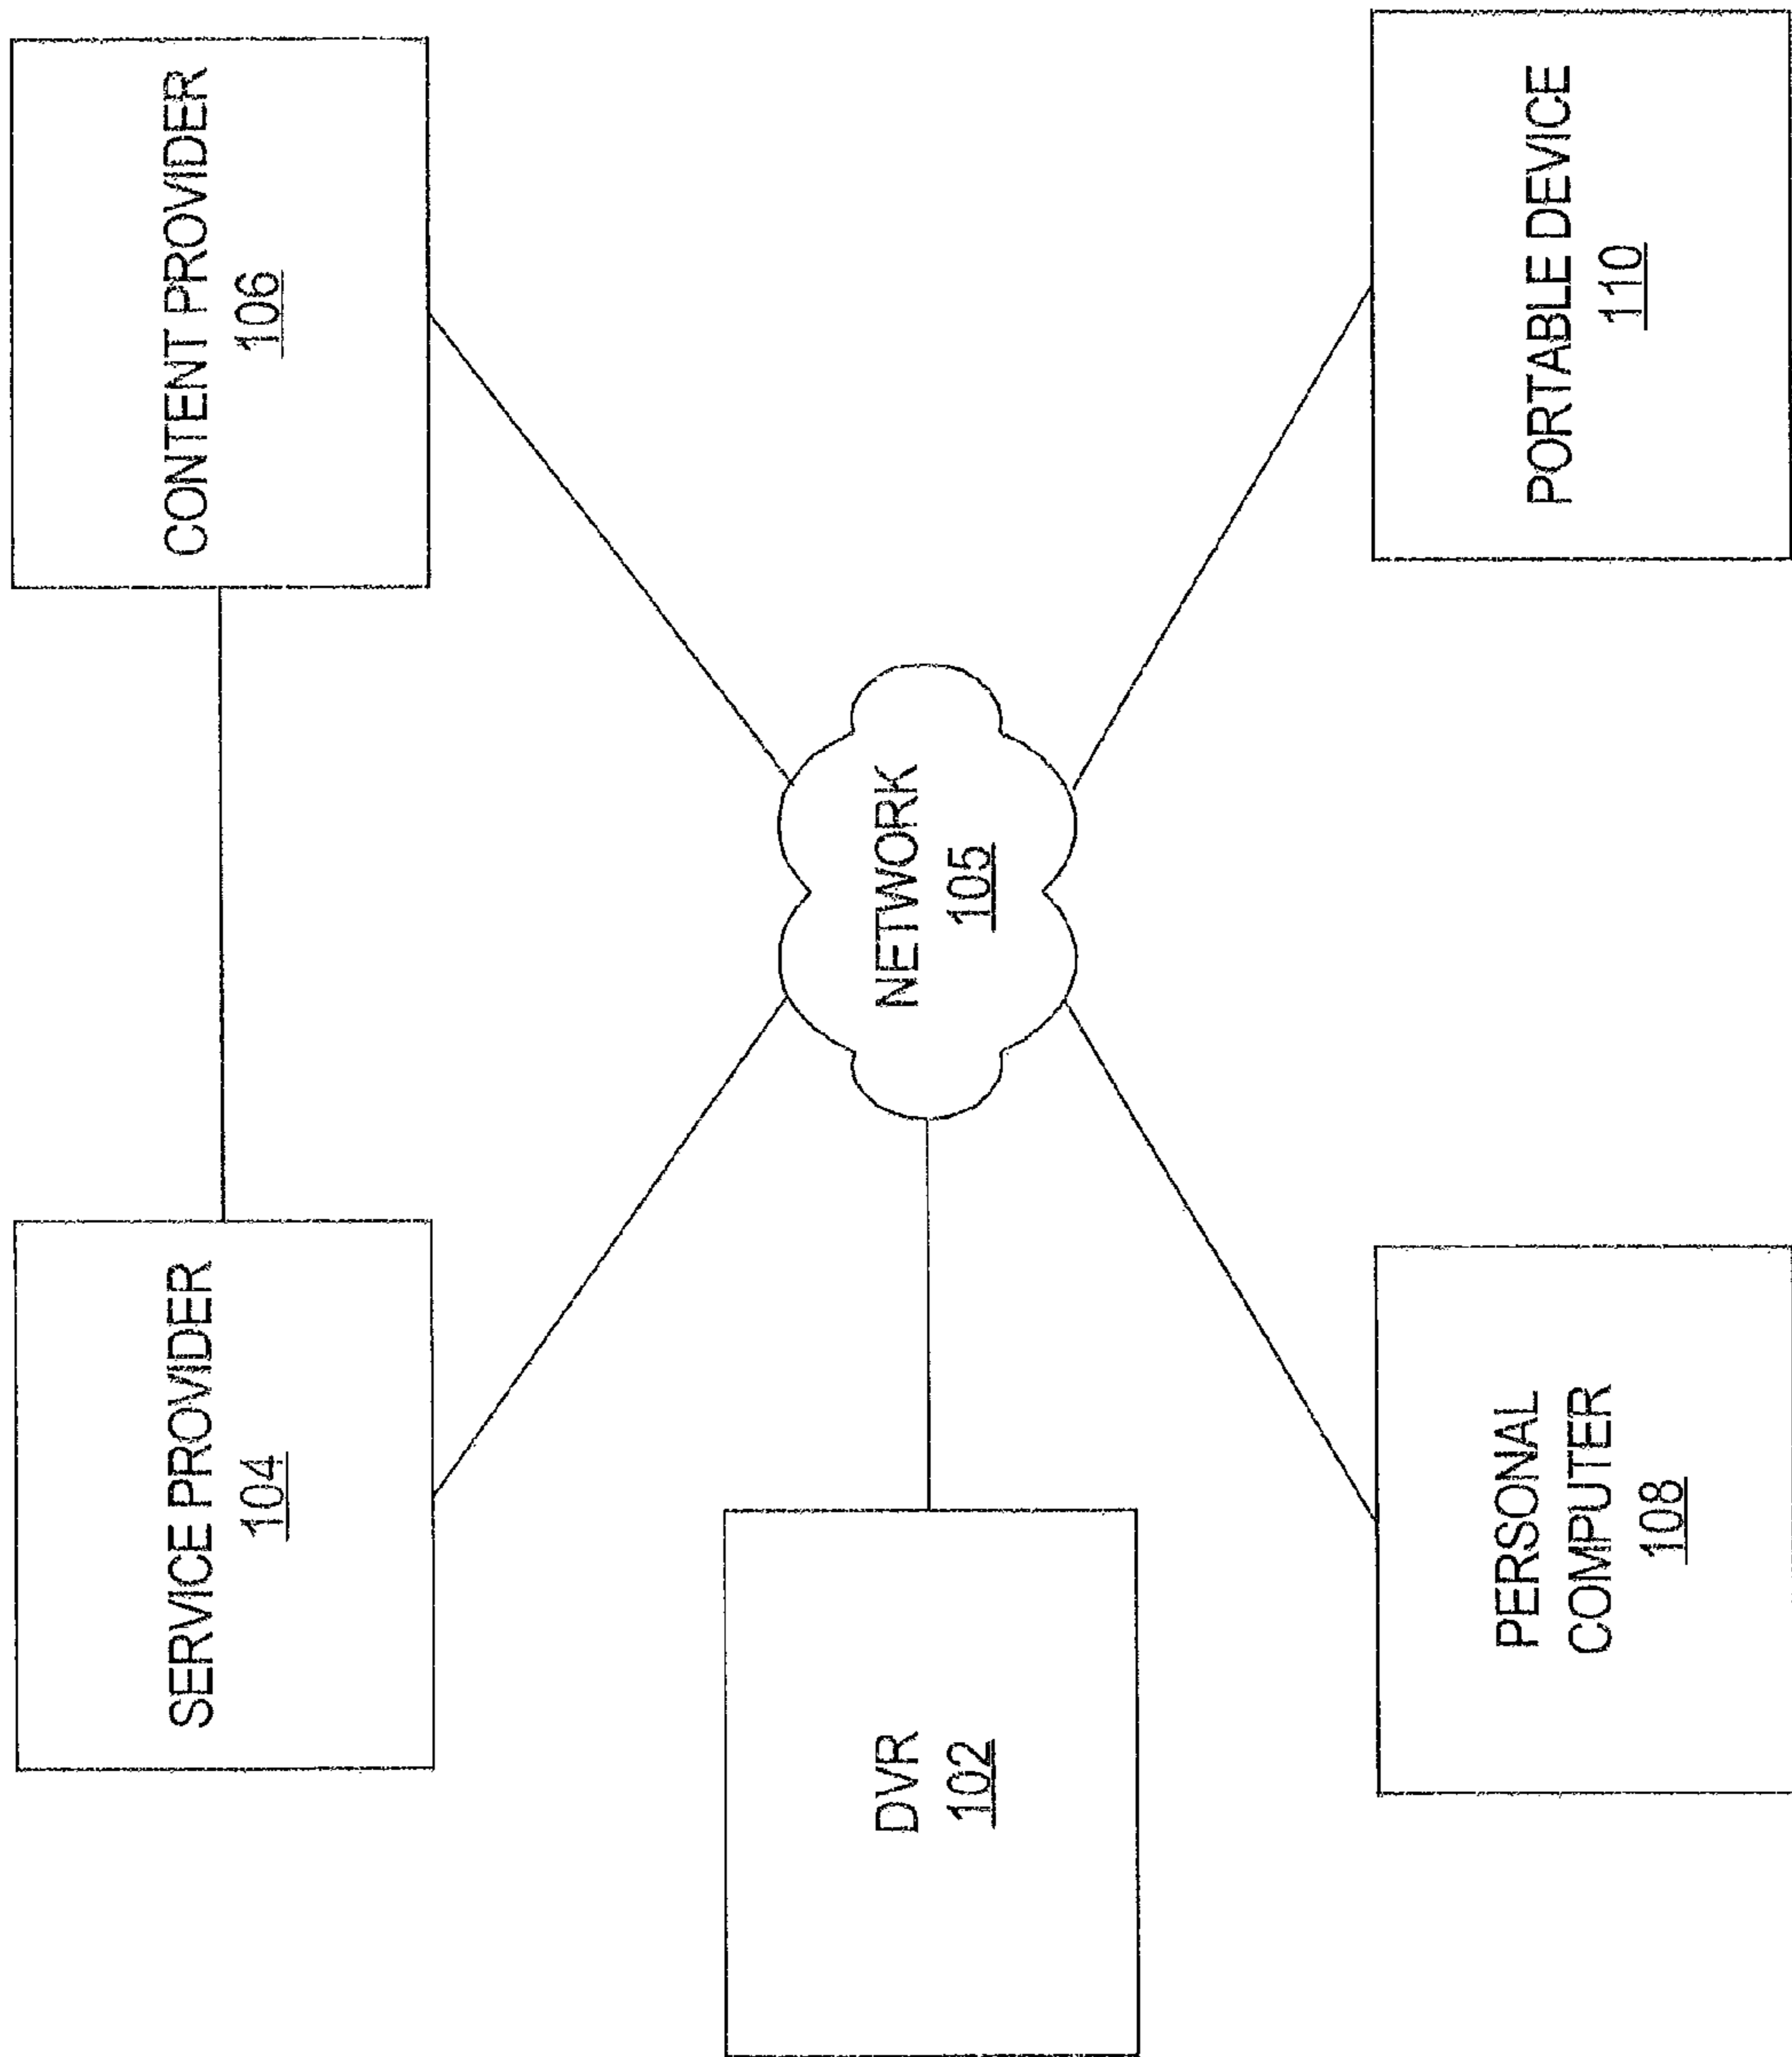 SERVICE PROVIDER
104
CONTENT PROVIDER
106
DVR
102
NETWORK
105
PERSONAL
COMPUTER
108
PORTABLE DEVICE
110